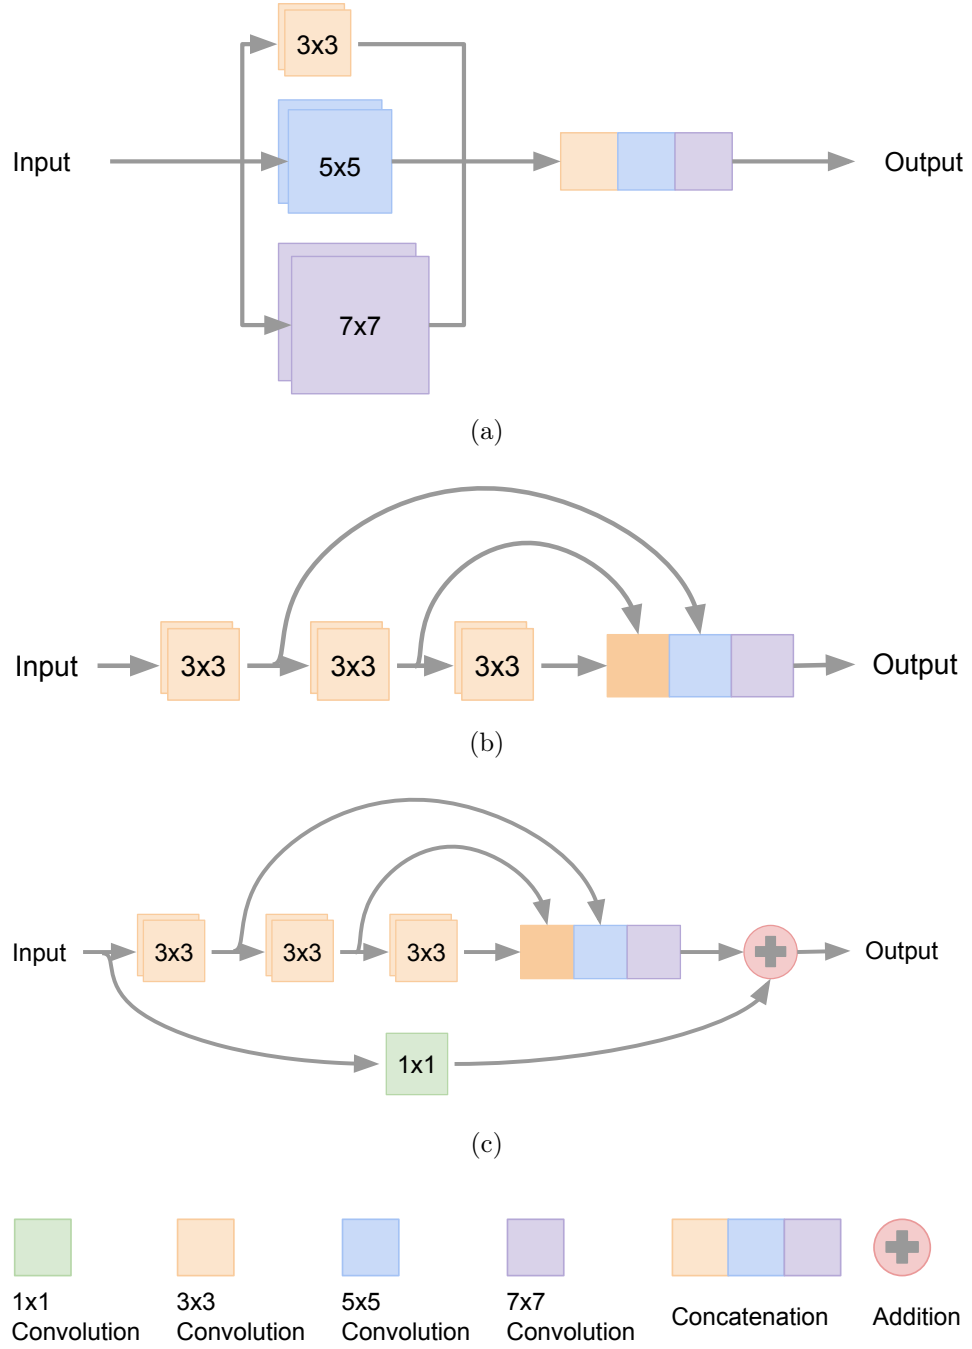 3x3
Input
5x5
Output
7x7
(a)
Input
3x3
3x3
3x3
Output
(b)
Input
3x3
3x3
3x3
Output
1x1
(c)
1x1
Convolution
3x3
Convolution
5x5
Convolution
7x7
Convolution
Concatenation
Addition